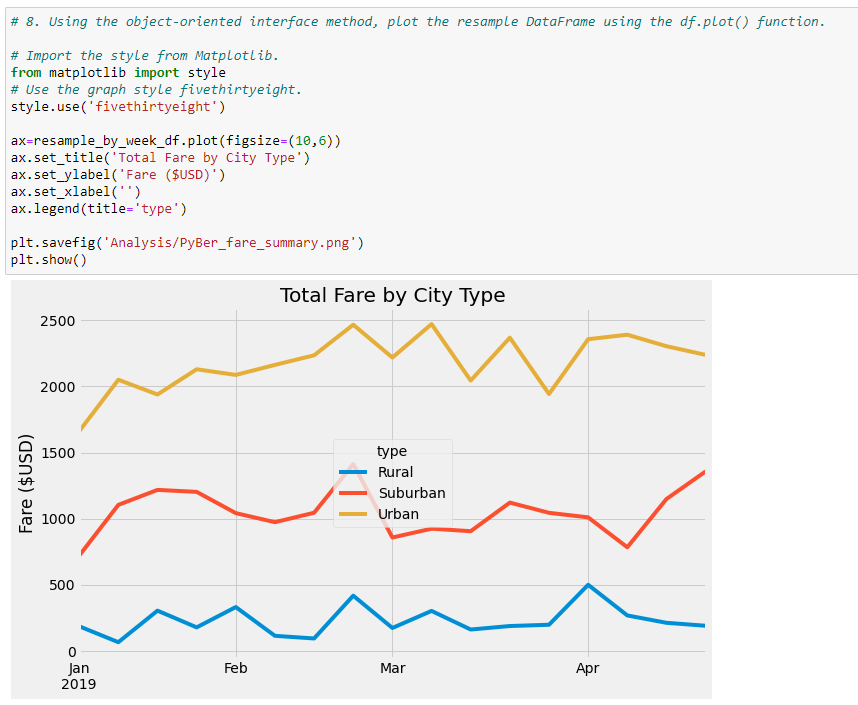 # 8. Using the object-oriented interface method, plot the resample DataFrame using the df.plot() function.
# Import the style from Matplotlib.
from matplotlib import style
# Use the graph style fivethirtyeight.
style.use('fivethirtyeight')
ax=resample_by_week_df.plot(figsize=(10,6))
ax.set_title('Total Fare by City Type')
ax.set_ylabel('Fare ($USD)')
ax.set_xlabel('')
ax.legend(title='type')
plt.savefig('Analysis/PyBer_fare_summary.png')
plt.show()
Total Fare by City Type
Fare ($USD)
2500
2000
1500
1000
500
0
type
Rural
Suburban
Urban
Jan Feb Mar Apr
2019